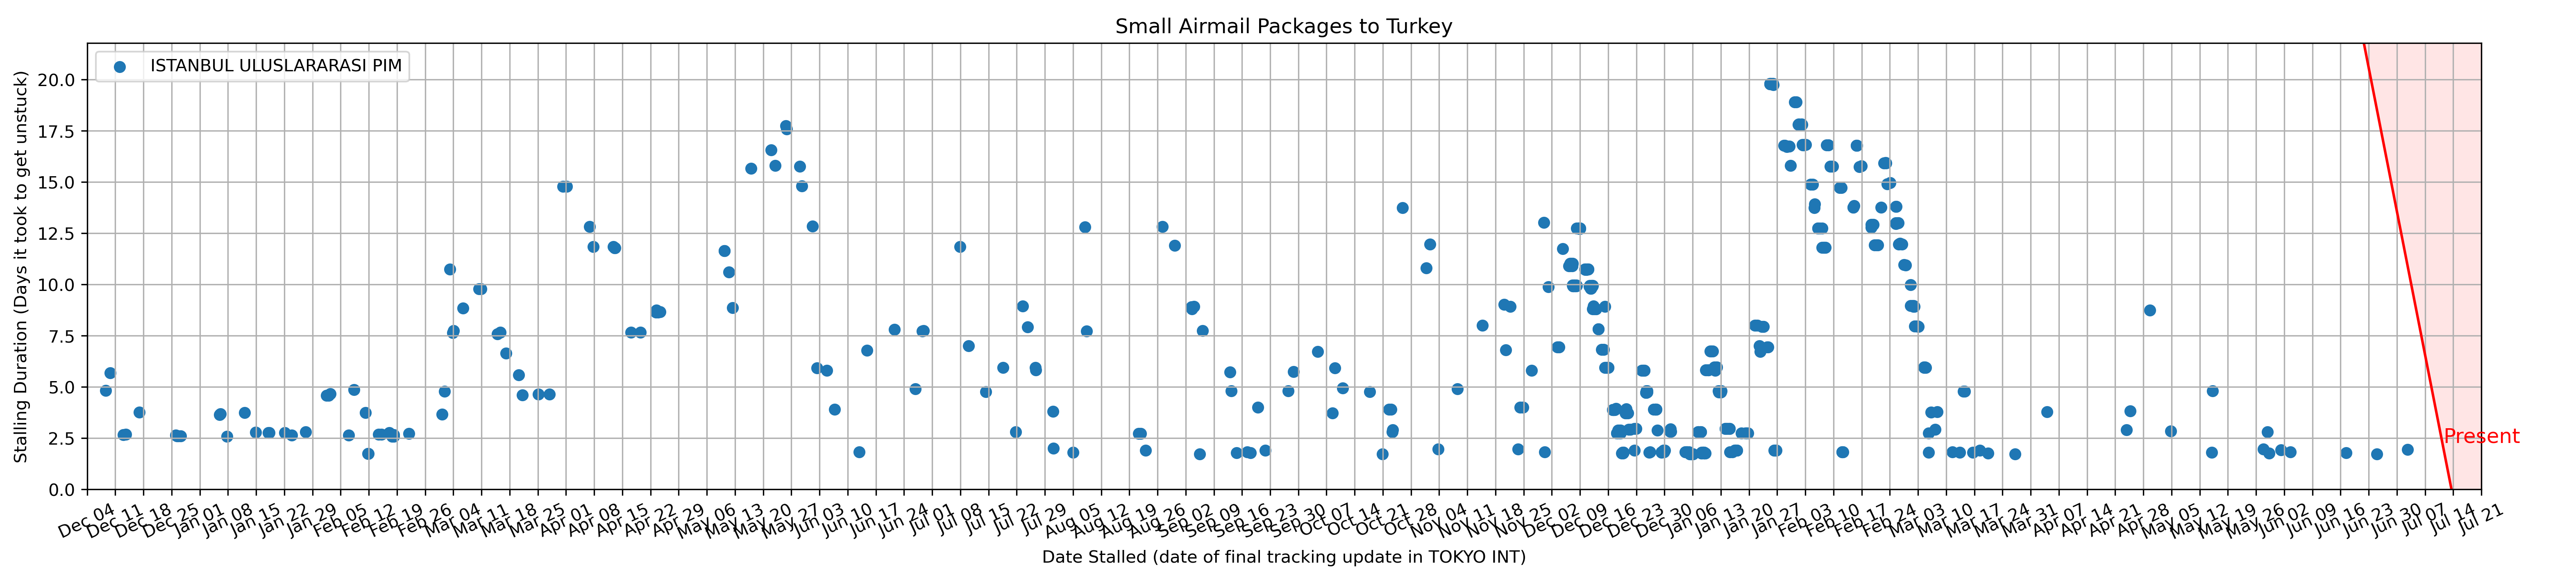 Small Airmail Packages to Turkey
ISTANBUL ULUSLARARASI PIM
Stalling Duration (Days it took to get unstuck)
20.0
17.5
15.0
12.5
10.0
7.5
5.0
2.5
0.0
Present
Dec 04
Dec 11
Dec 18
Dec 25
Jan 01
Jan 08
Jan 15
Jan 22
Jan 29
Feb 05
Feb 12
Feb 19
Feb 26
Mar 04
Mar 11
Mar 18
Mar 25
Apr 01
Apr 08
Apr 15
Apr 22
Apr 29
May 06
May 13
May 20
May 27
Jun 03
Jun 10
Jun 17
Jun 24
Jul 01
Jul 08
Jul 15
Jul 22
Jul 29
Aug 05
Aug 12
Aug 19
Aug 26
Sep 02
Sep 09
Sep 16
Sep 23
Sep 30
Oct 07
Oct 14
Oct 21
Oct 28
Nov 04
Nov 11
Nov 18
Nov 25
Dec 02
Dec 09
Dec 16
Dec 23
Dec 30
Jan 06
Jan 13
Jan 20
Jan 27
Feb 03
Feb 10
Feb 17
Feb 24
Mar 03
Mar 10
Mar 17
Mar 24
Mar 31
Apr 07
Apr 14
Apr 21
Apr 28
May 05
May 12
May 19
May 26
Jun 02
Jun 09
Jun 16
Jun 23
Jun 30
Jul 07
Jul 14
Jul 21
Date Stalled (date of final tracking update in TOKYO INT)